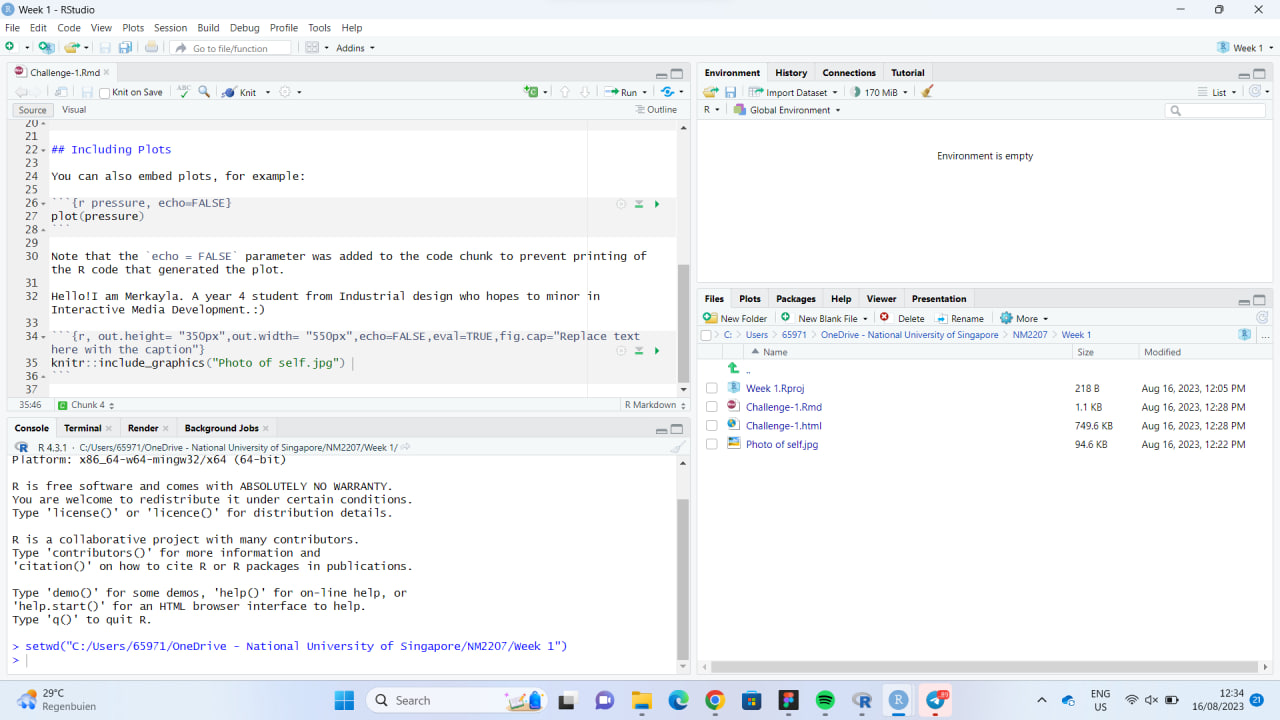 Week 1 - RStudio
File Edit Code View Plots Session Build Debug Profile Tools Help
Go to file/function Addins Week 1
Challenge-1.Rmd
Knit on Save ABC Knit Run
Source Visual Outline
20
21
22 ## Including Plots
23
24 You can also embed plots, for example:
25
26 ```{r pressure, echo=FALSE}
27 plot(pressure)
28 ```
29
30 Note that the `echo = FALSE` parameter was added to the code chunk to prevent printing of
the R code that generated the plot.
31
32 Hello!I am Merkayla. A year 4 student from Industrial design who hopes to minor in
Interactive Media Development.:)
33
34 ```{r, out.height= "350px",out.width= "550px",echo=FALSE,eval=TRUE,fig.cap="Replace text
here with the caption"}
35 knitr::include_graphics("Photo of self.jpg")
36 ```
37
35:46 Chunk 4 R Markdown
Console Terminal Render Background Jobs
R 4.3.1 · C:/Users/65971/OneDrive - National University of Singapore/NM2207/Week 1/
Platform: x86_64-w64-mingw32/x64 (64-bit)
R is free software and comes with ABSOLUTELY NO WARRANTY.
You are welcome to redistribute it under certain conditions.
Type 'license()' or 'licence()' for distribution details.
R is a collaborative project with many contributors.
Type 'contributors()' for more information and
'citation()' on how to cite R or R packages in publications.
Type 'demo()' for some demos, 'help()' for on-line help, or
'help.start()' for an HTML browser interface to help.
Type 'q()' to quit R.
> setwd("C:/Users/65971/OneDrive - National University of Singapore/NM2207/Week 1")
>
Environment History Connections Tutorial
Import Dataset 170 MiB List
R Global Environment
Environment is empty
Files Plots Packages Help Viewer Presentation
New Folder New Blank File Delete Rename More
C: Users 65971 OneDrive - National University of Singapore NM2207 Week 1 ...
Name Size Modified
..
Week 1.Rproj 218 B Aug 16, 2023, 12:05 PM
Challenge-1.Rmd 1.1 KB Aug 16, 2023, 12:28 PM
Challenge-1.html 749.6 KB Aug 16, 2023, 12:28 PM
Photo of self.jpg 94.6 KB Aug 16, 2023, 12:22 PM
29°C
Regenbuien
Search
89
ENG
US
12:34
16/08/2023
21